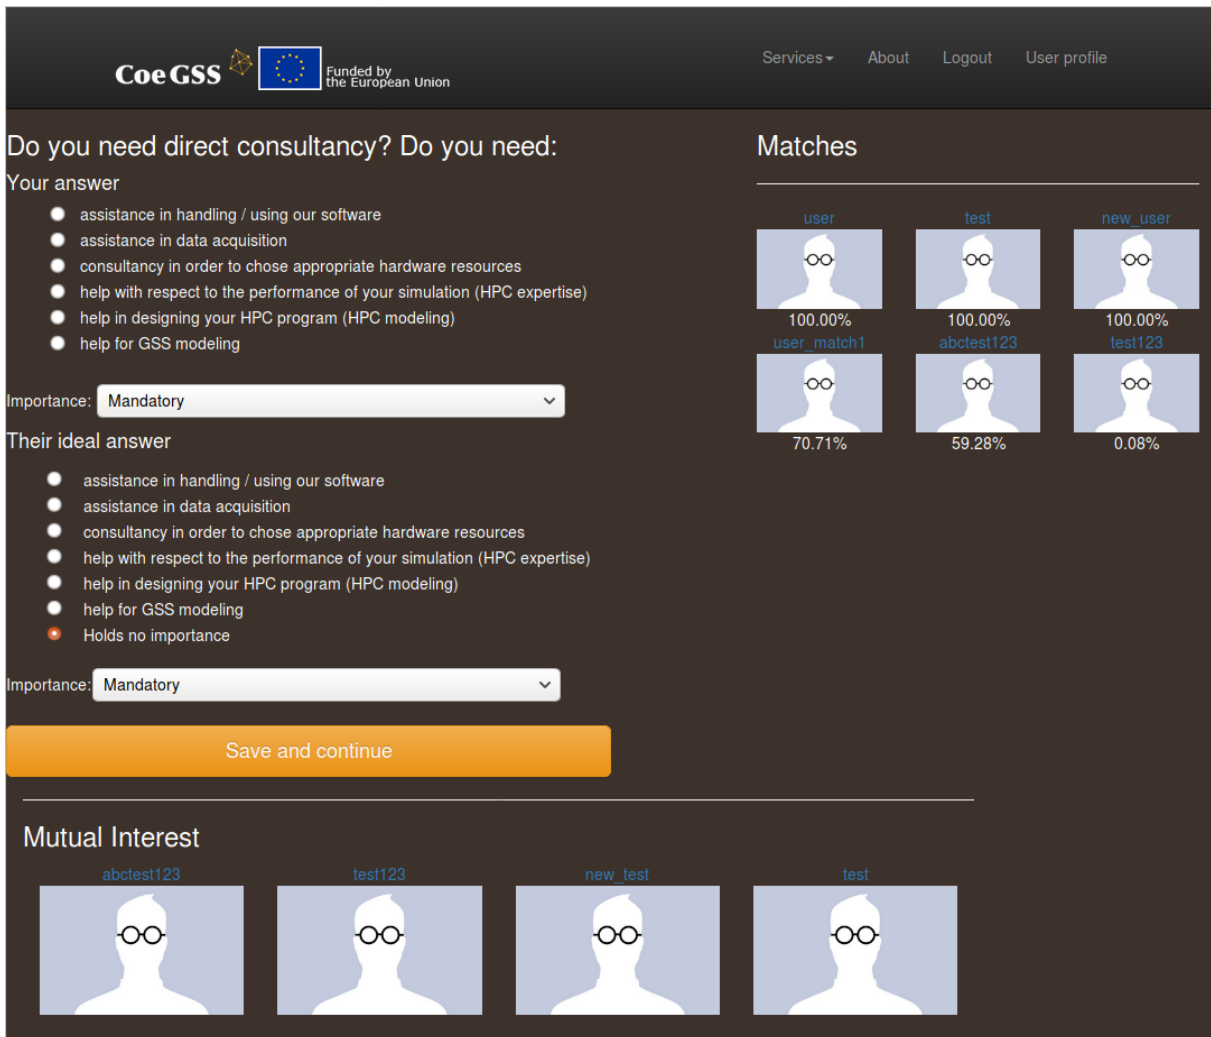 CoeGSS
Funded by
the European Union
Services
About
Logout
User profile
Do you need direct consultancy? Do you need:
Your answer
assistance in handling / using our software
assistance in data acquisition
consultancy in order to chose appropriate hardware resources
help with respect to the performance of your simulation (HPC expertise)
help in designing your HPC program (HPC modeling)
help for GSS modeling
Importance: Mandatory
Their ideal answer
assistance in handling / using our software
assistance in data acquisition
consultancy in order to chose appropriate hardware resources
help with respect to the performance of your simulation (HPC expertise)
help in designing your HPC program (HPC modeling)
help for GSS modeling
Holds no importance
Importance: Mandatory
Save and continue
Matches
user test new_user
100.00% 100.00% 100.00%
user_match1 abctest123 test123
70.71% 59.28% 0.08%
Mutual Interest
abctest123 test123 new_test test